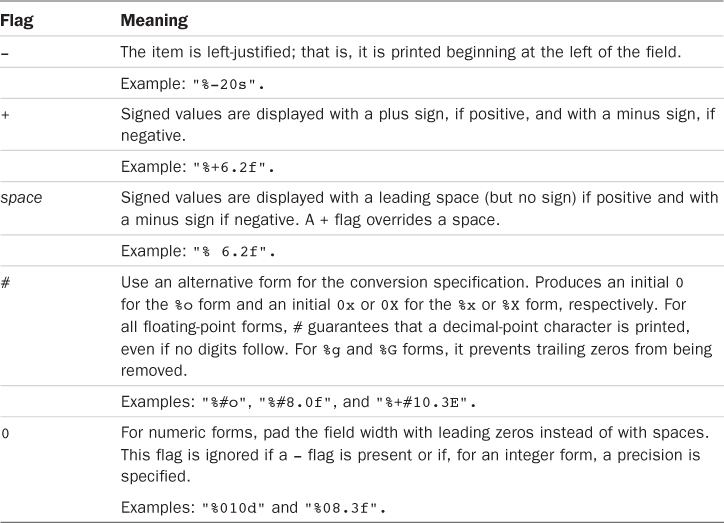 Flag Meaning
– The item is left-justified; that is, it is printed beginning at the left of the field.
Example: "%-20s".
+ Signed values are displayed with a plus sign, if positive, and with a minus sign, if
negative.
Example: "%+6.2f".
space Signed values are displayed with a leading space (but no sign) if positive and with
a minus sign if negative. A + flag overrides a space.
Example: "% 6.2f".
# Use an alternative form for the conversion specification. Produces an initial 0
for the %o form and an initial 0x or 0X for the %x or %X form, respectively. For
all floating-point forms, # guarantees that a decimal-point character is printed,
even if no digits follow. For %g and %G forms, it prevents trailing zeros from being
removed.
Examples: "%#o", "%#8.0f", and "%+#10.3E".
0 For numeric forms, pad the field width with leading zeros instead of with spaces.
This flag is ignored if a – flag is present or if, for an integer form, a precision is
specified.
Examples: "%010d" and "%08.3f".